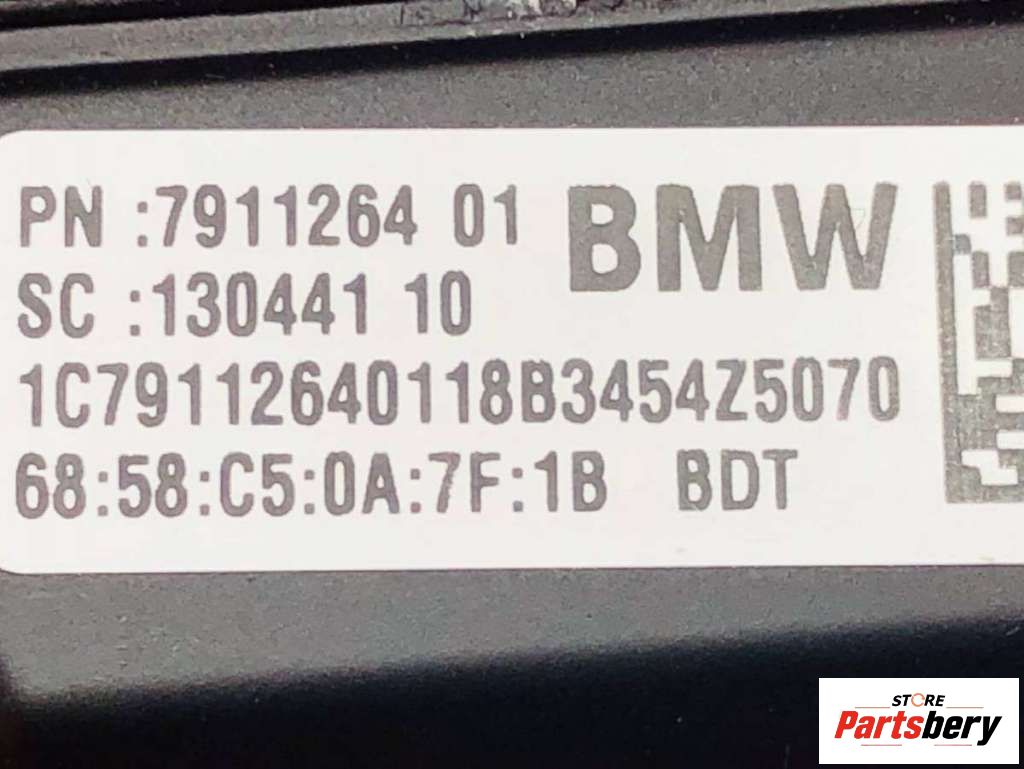 PN :7911264 01 BMW
SC :130441 10
1C79112640118B3454Z5070
68:58:C5:0A:7F:1B BDT
STORE
Partsbery